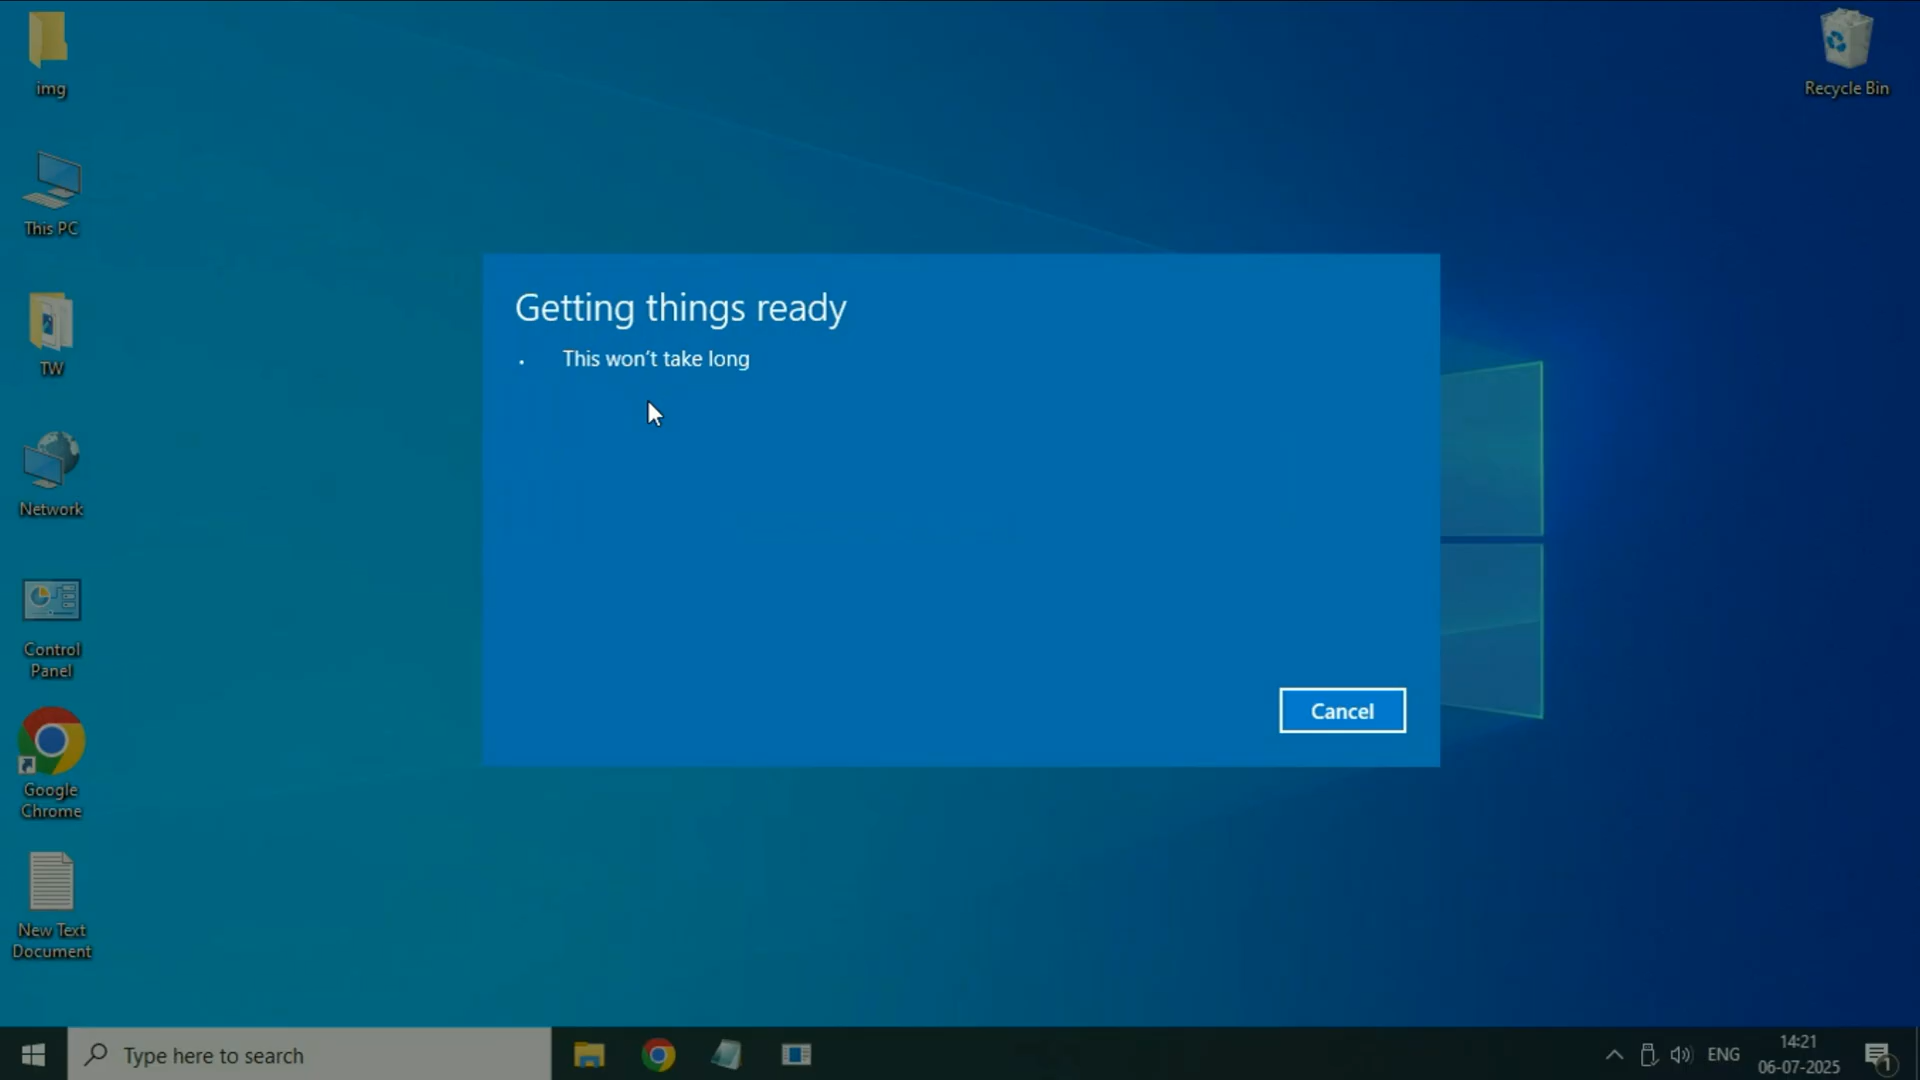 img
This PC
TW
Network
Control
Panel
Google
Chrome
New Text
Document
Recycle Bin
Getting things ready
This won't take long
Cancel
Type here to search
ENG
14:21
06-07-2025
1